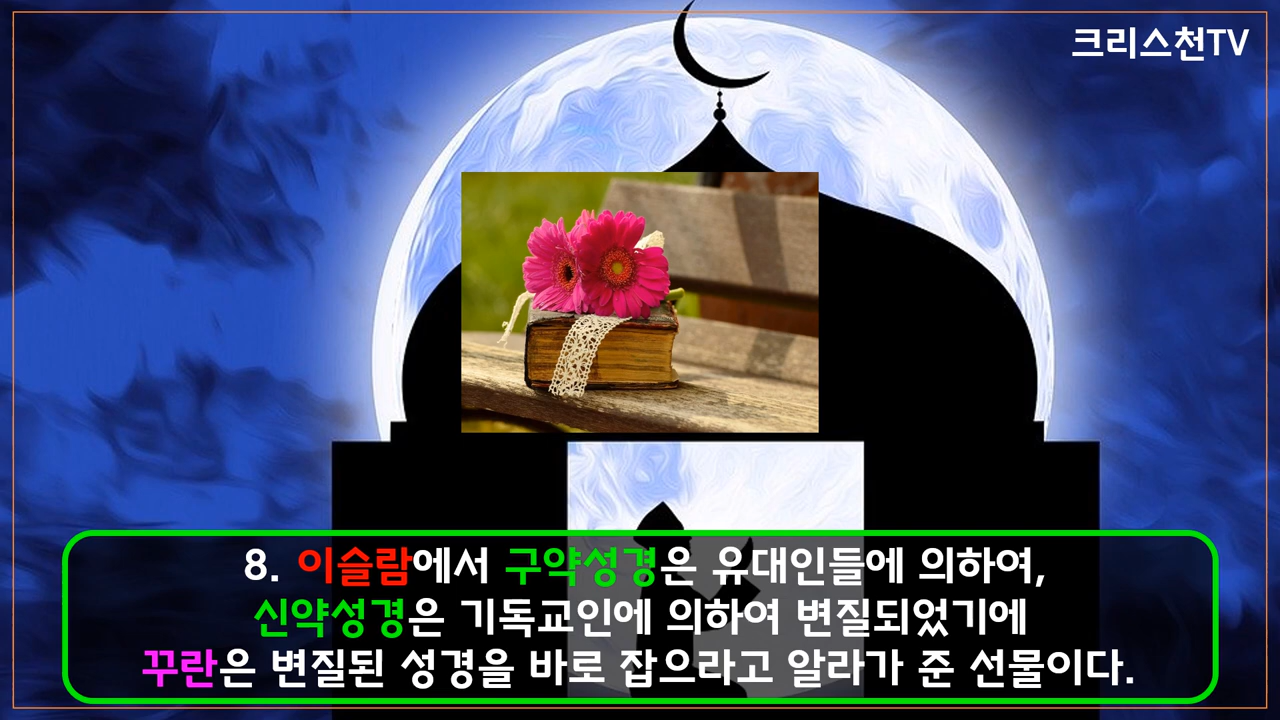 크리스천TV
8. 이슬람에서 구약성경은 유대인들에 의하여,
신약성경은 기독교인에 의하여 변질되었기에
꾸란은 변질된 성경을 바로 잡으라고 알라가 준 선물이다.